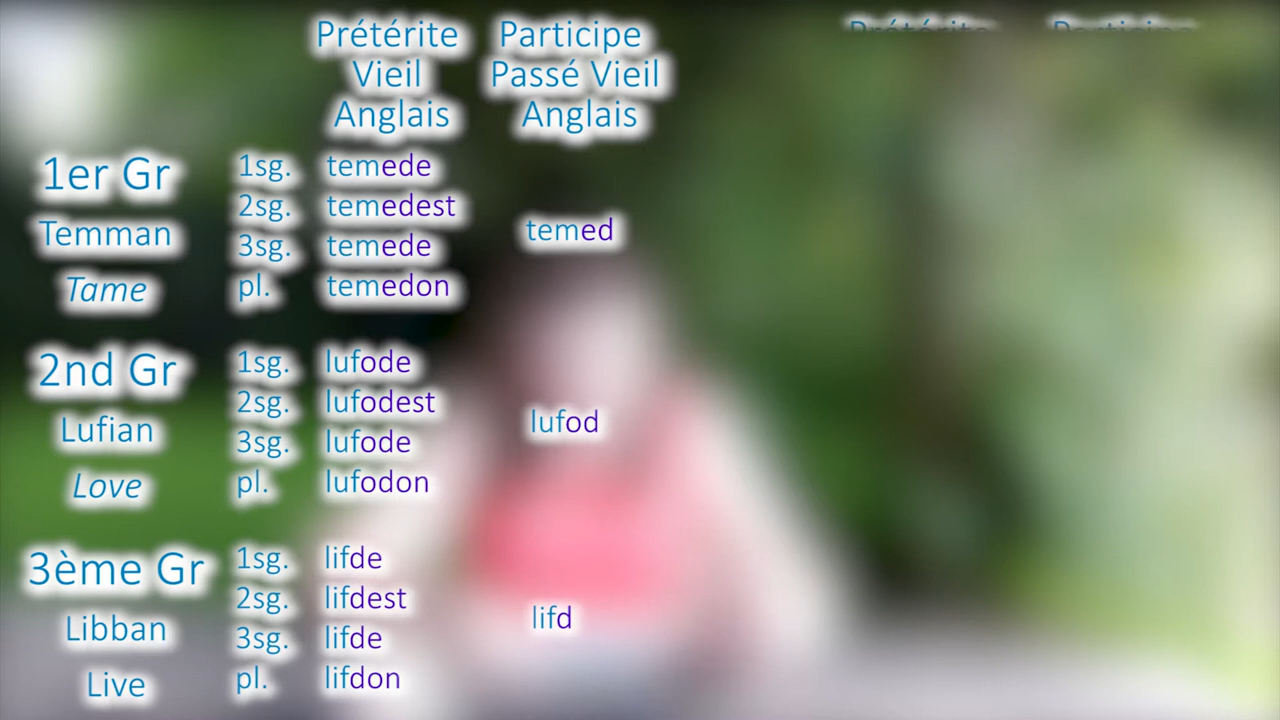 Prétérite
Vieil
Anglais
Participe
Passé Vieil
Anglais
Prétérite
Participe
1er Gr
Temman
Tame
1sg. temede
2sg. temedest
3sg. temede
pl. temedon
temed
2nd Gr
Lufian
Love
1sg. lufode
2sg. lufodest
3sg. lufode
pl. lufodon
lufod
3ème Gr
Libban
Live
1sg. lifde
2sg. lifdest
3sg. lifde
pl. lifdon
lifd